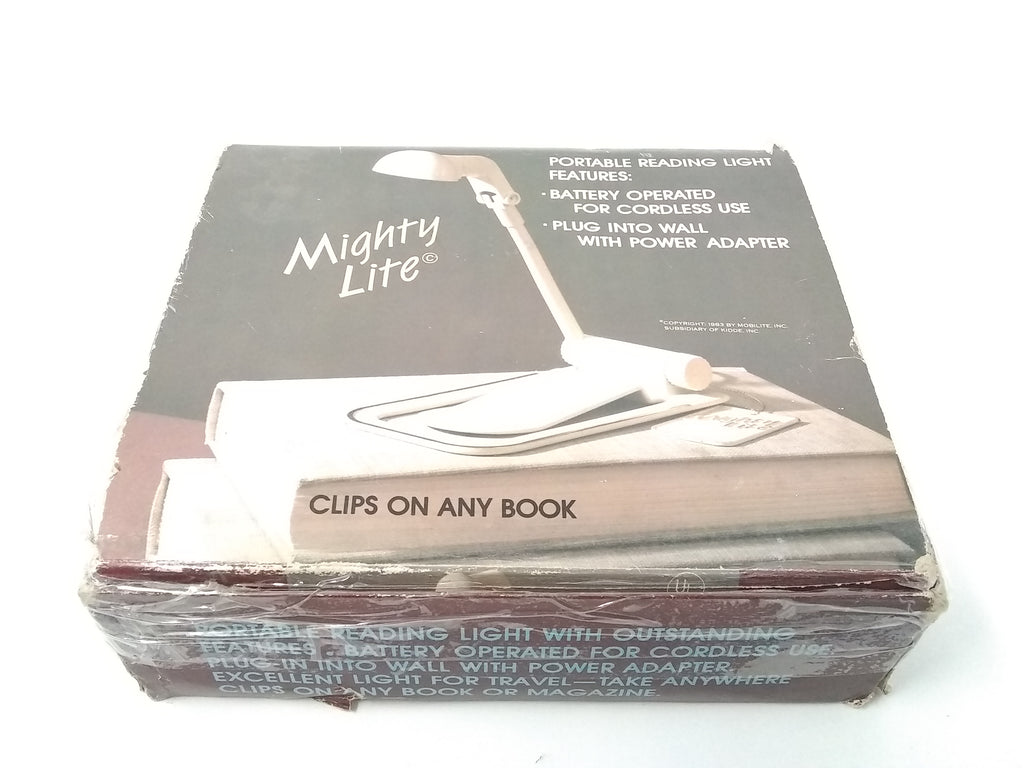 PORTABLE READING LIGHT
FEATURES:
• BATTERY OPERATED
FOR CORDLESS USE
• PLUG INTO WALL
WITH POWER ADAPTER
Mighty
Lite©
©COPYRIGHT, 1983 BY MOBILITE, INC.
SUBSIDIARY OF KIDDE, INC.
CLIPS ON ANY BOOK
UL
PORTABLE READING LIGHT WITH OUTSTANDING
FEATURES • BATTERY OPERATED FOR CORDLESS USE.
PLUG-IN INTO WALL WITH POWER ADAPTER.
EXCELLENT LIGHT FOR TRAVEL—TAKE ANYWHERE
CLIPS ON ANY BOOK OR MAGAZINE.